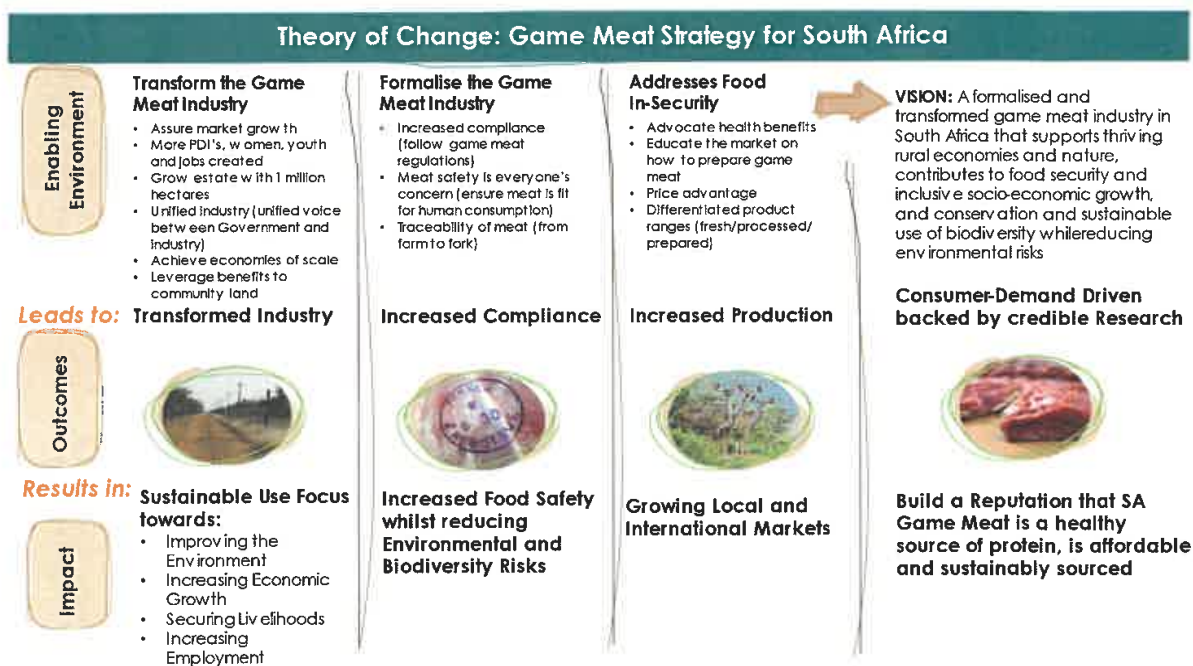 Theory of Change: Game Meat Strategy for South Africa
Enabling
Environment
Transform the Game
Meat Industry
• Assure market growth
• More PDI's, women, youth
and jobs created
• Grow estate with 1 million
hectares
• Unified industry (unified voice
between Government and
Industry)
• Achieve economies of scale
• Leverage benefits to
community land
Formalise the Game
Meat Industry
• Increased compliance
(follow game meat
regulations)
• Meat safety is everyone's
concern (ensure meat is fit
for human consumption)
• Traceability of meat (from
farm to fork)
Addresses Food
In-Security
• Advocate health benefits
• Educate the market on
how to prepare game
meat
• Price advantage
• Differentiated product
ranges (fresh/processed/
prepared)
VISION: A formalised and
transformed game meat industry in
South Africa that supports thriving
rural economies and nature,
contributes to food security and
inclusive socio-economic growth,
and conservation and sustainable
use of biodiversity whilereducing
environmental risks
Leads to:
Transformed Industry
Increased Compliance
Increased Production
Consumer-Demand Driven
backed by credible Research
Outcomes
Results in:
Impact
Sustainable Use Focus
towards:
• Improving the
Environment
• Increasing Economic
Growth
• Securing Livelihoods
• Increasing
Employment
Increased Food Safety
whilst reducing
Environmental and
Biodiversity Risks
Growing Local and
International Markets
Build a Reputation that SA
Game Meat is a healthy
source of protein, is affordable
and sustainably sourced